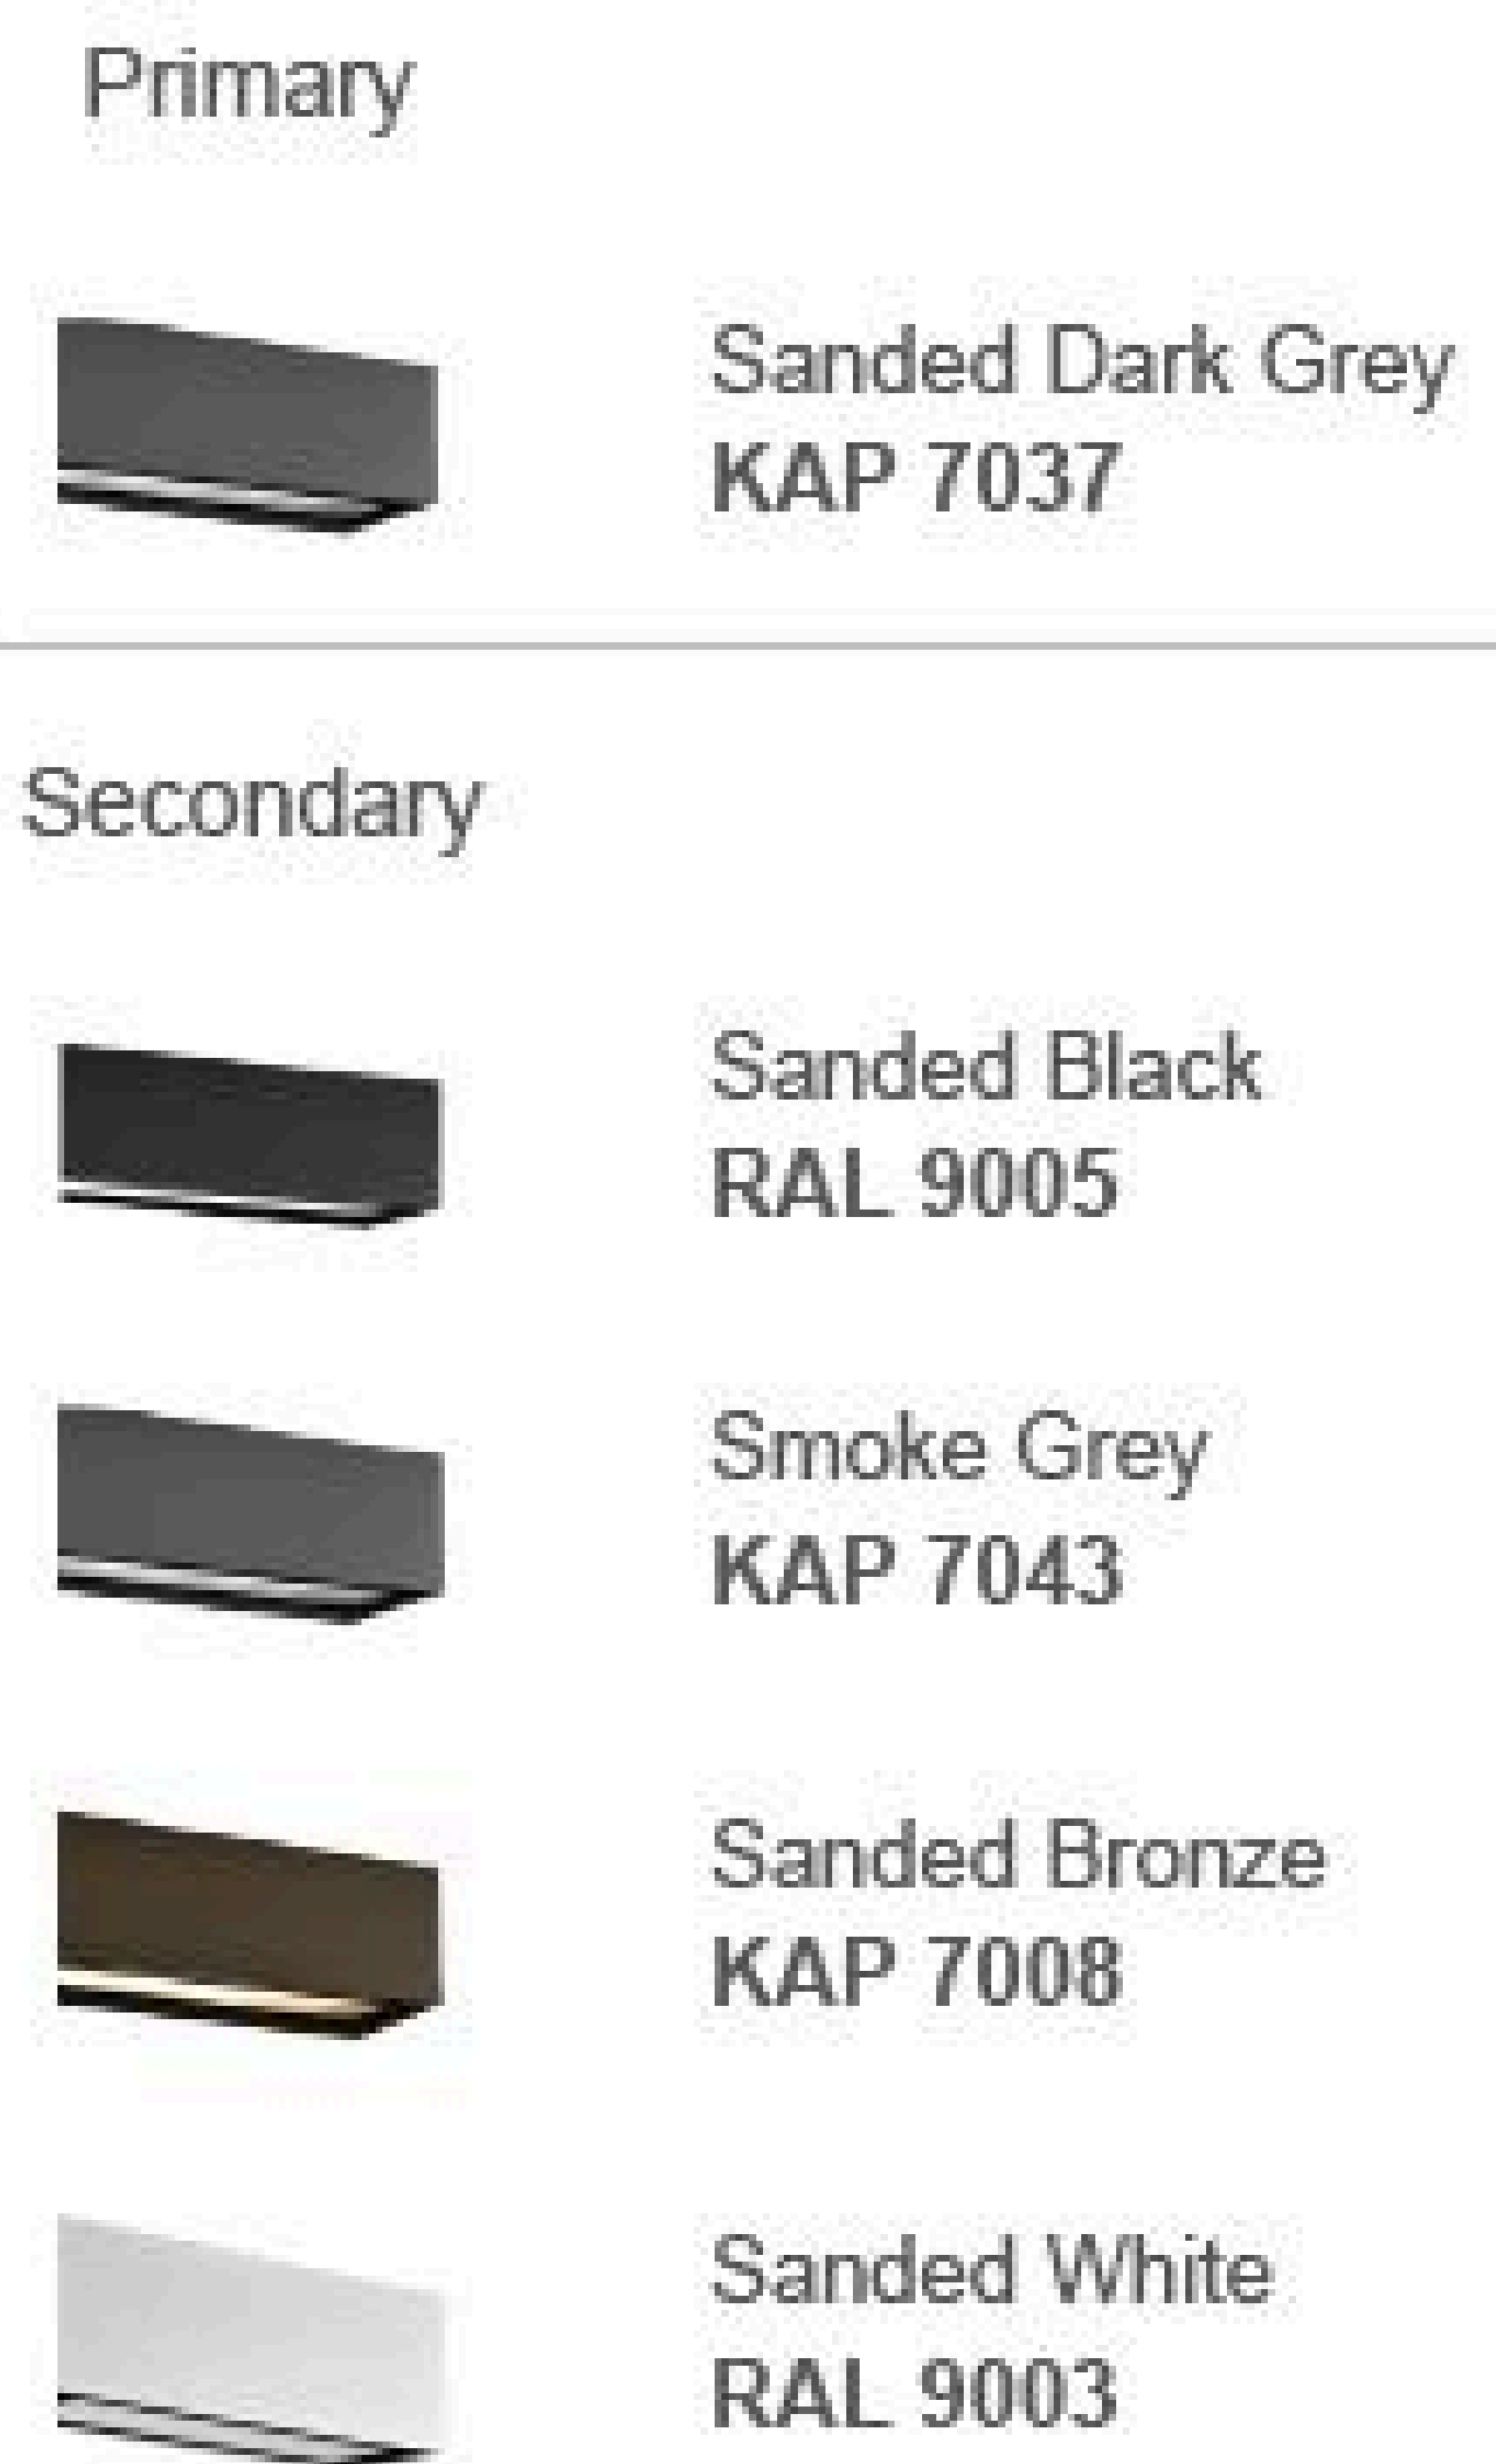 Primary
Sanded Dark Grey
KAP 7037
Secondary
Sanded Black
RAL 9005
Smoke Grey
KAP 7043
Sanded Bronze
KAP 7008
Sanded White
RAL 9003